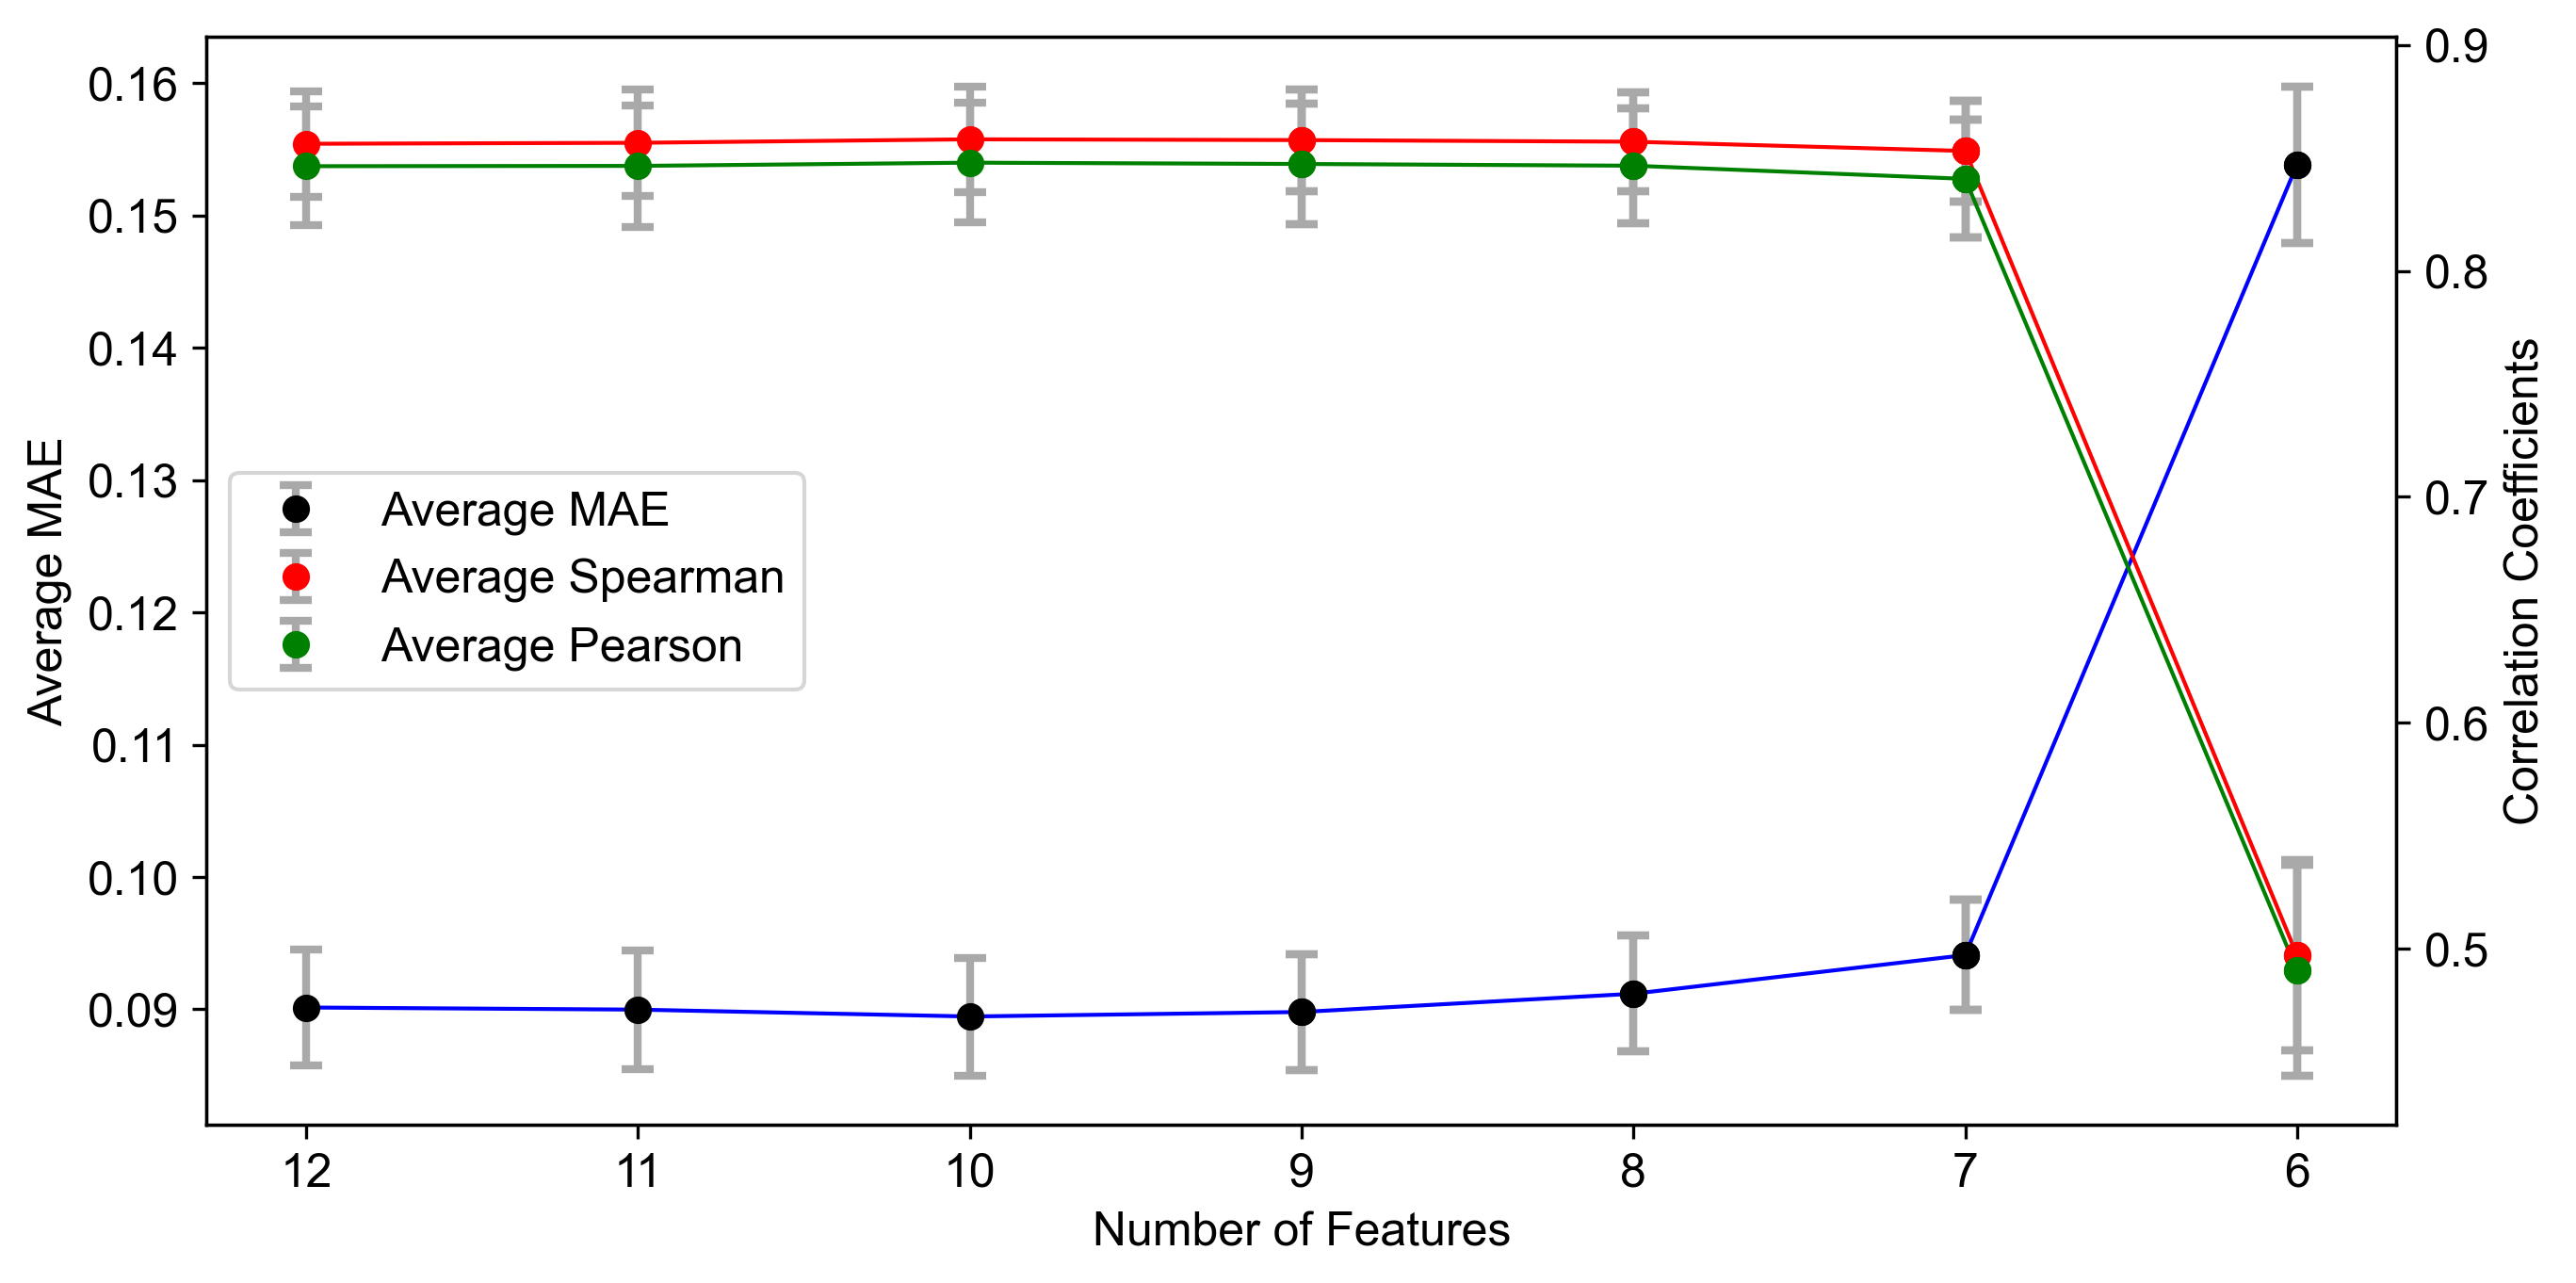 0.16
0.15
0.14
0.13
0.12
0.11
0.10
0.09
Average MAE
Average MAE
Average Spearman
Average Pearson
0.9
0.8
0.7
0.6
0.5
Correlation Coefficients
12 11 10 9 8 7 6
Number of Features